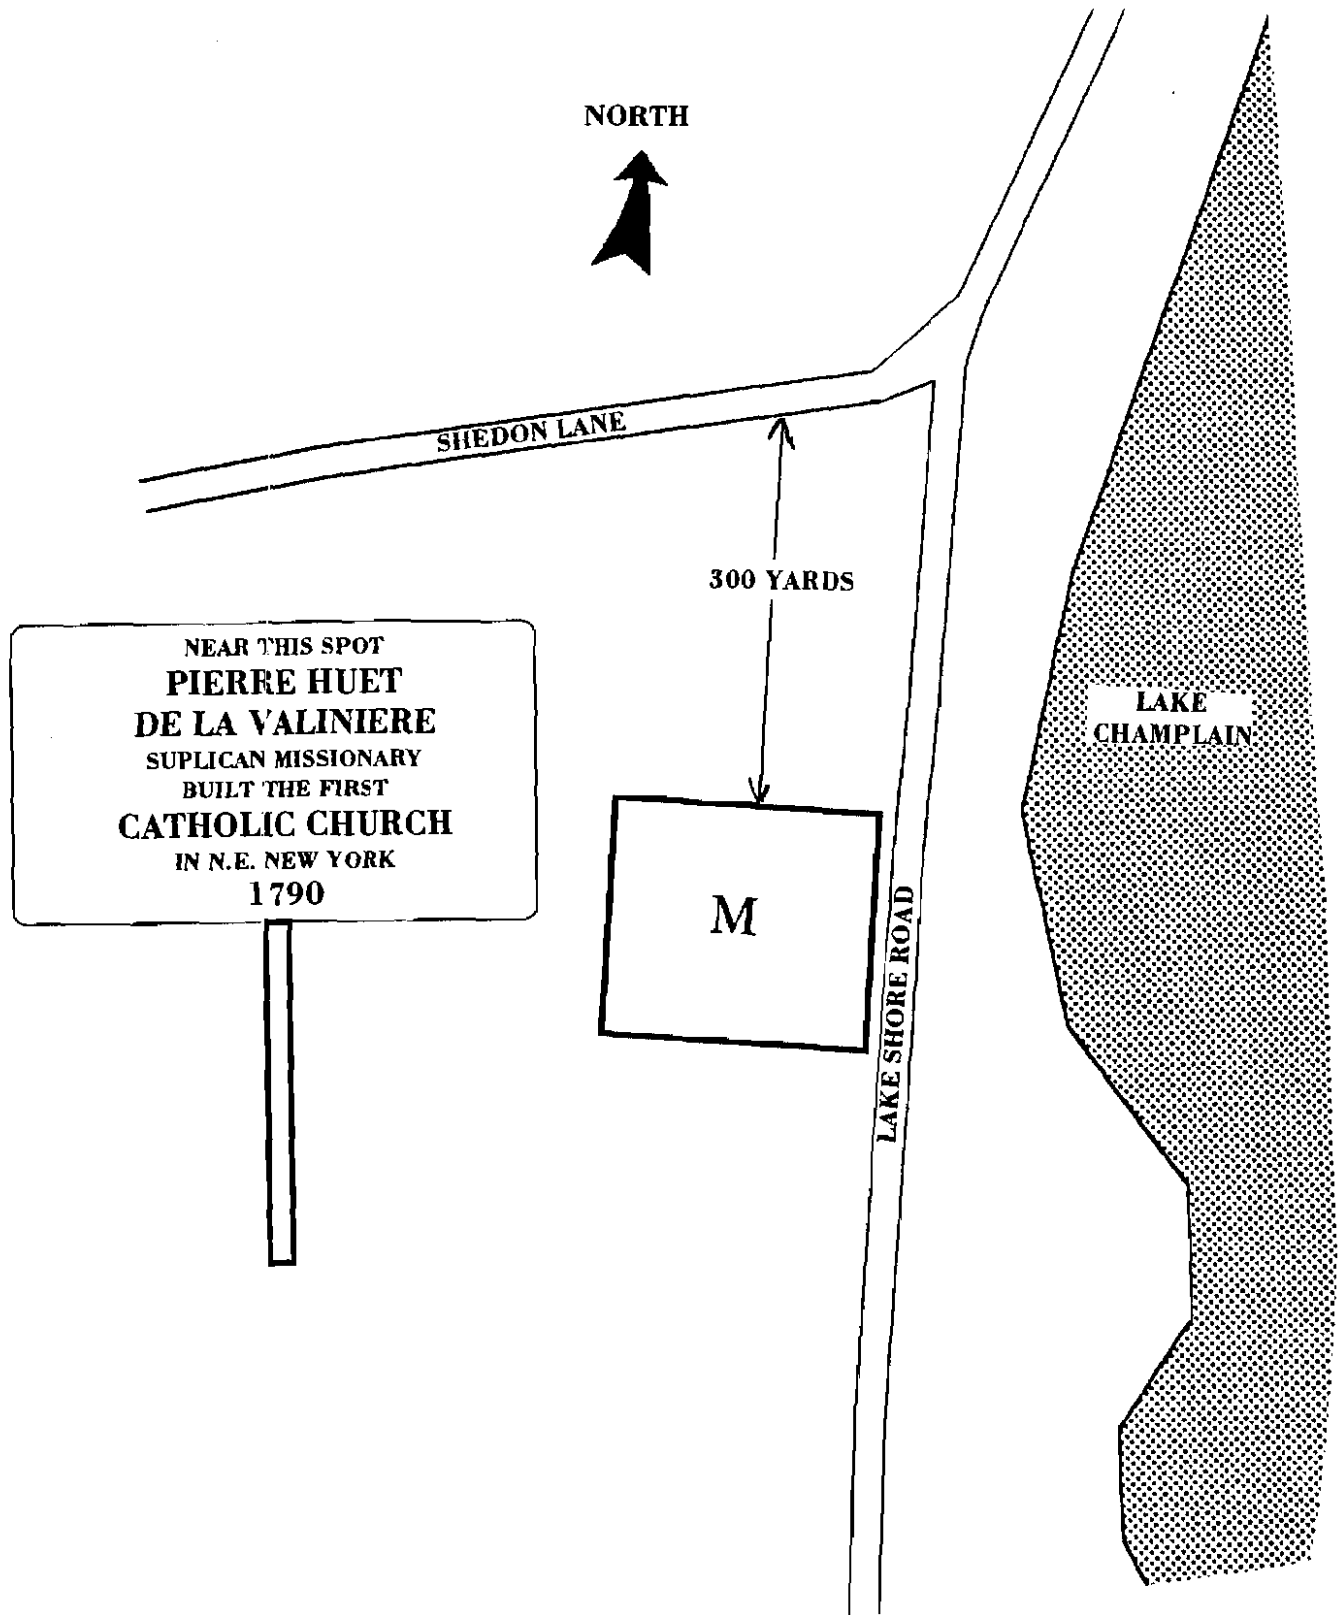 NORTH
SHEDON LANE
300 YARDS
NEAR THIS SPOT
PIERRE HUET
DE LA VALINIERE
SUPLICAN MISSIONARY
BUILT THE FIRST
CATHOLIC CHURCH
IN N.E. NEW YORK
1790
LAKE
CHAMPLAIN
M
LAKE SHORE ROAD